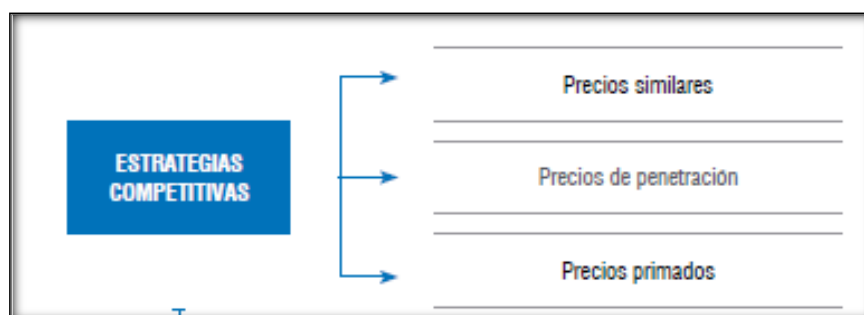 Precios similares
ESTRATEGIAS
COMPETITIVAS
Precios de penetración
Precios primados